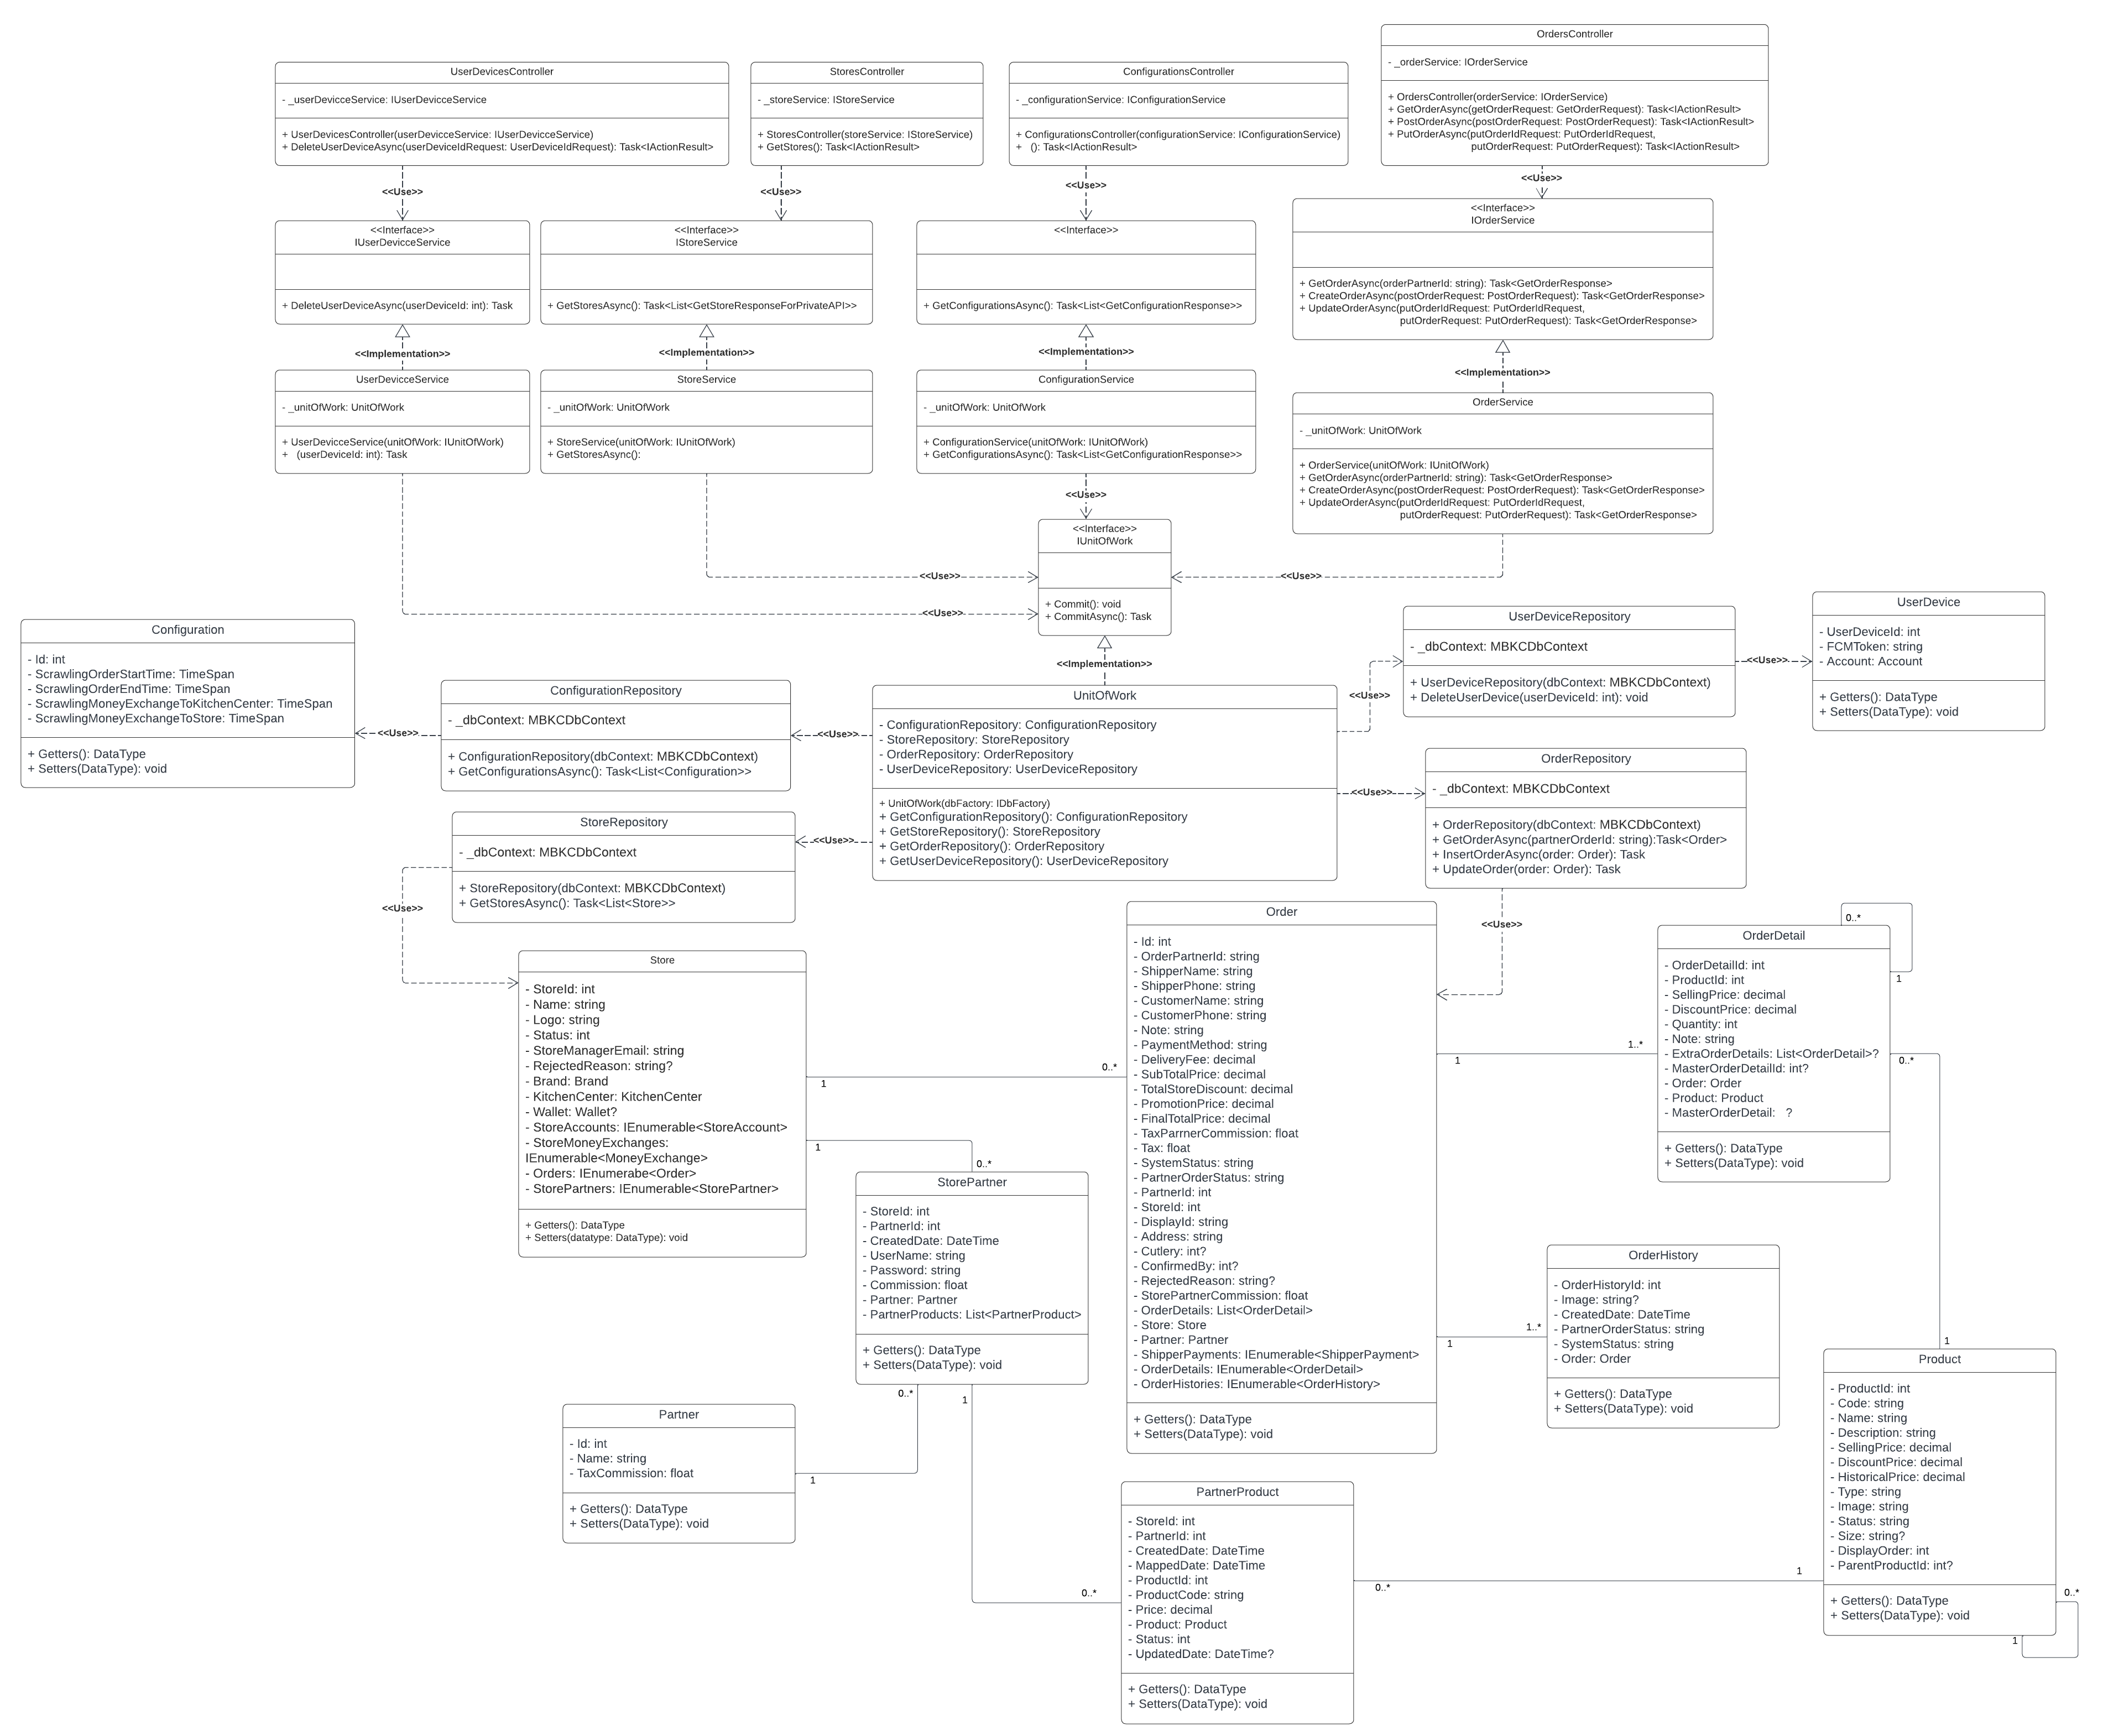 OrdersController
- _orderService: IOrderService
+ OrdersController(orderService: IOrderService)
+ GetOrderAsync(getOrderRequest: GetOrderRequest): Task<IActionResult>
+ PostOrderAsync(postOrderRequest: PostOrderRequest): Task<IActionResult>
+ PutOrderAsync(putOrderIdRequest: PutOrderIdRequest,
putOrderRequest: PutOrderRequest): Task<IActionResult>
UserDevicesController
- _userDevicceService: IUserDevicceService
+ UserDevicesController(userDevicceService: IUserDevicceService)
+ DeleteUserDeviceAsync(userDeviceIdRequest: UserDeviceIdRequest): Task<IActionResult>
StoresController
- _storeService: IStoreService
+ StoresController(storeService: IStoreService)
+ GetStores(): Task<IActionResult>
ConfigurationsController
- _configurationService: IConfigurationService
+ ConfigurationsController(configurationService: IConfigurationService)
+ (): Task<IActionResult>
<<Use>>
<<Use>>
<<Use>>
<<Use>>
<<Interface>>
IUserDevicceService
+ DeleteUserDeviceAsync(userDeviceId: int): Task
<<Interface>>
IStoreService
+ GetStoresAsync(): Task<List<GetStoreResponseForPrivateAPI>>
<<Interface>>
+ GetConfigurationsAsync(): Task<List<GetConfigurationResponse>>
<<Interface>>
IOrderService
+ GetOrderAsync(orderPartnerId: string): Task<GetOrderResponse>
+ CreateOrderAsync(postOrderRequest: PostOrderRequest): Task<GetOrderResponse>
+ UpdateOrderAsync(putOrderIdRequest: PutOrderIdRequest,
putOrderRequest: PutOrderRequest): Task<GetOrderResponse>
<<Implementation>>
<<Implementation>>
<<Implementation>>
<<Implementation>>
UserDevicceService
- _unitOfWork: UnitOfWork
+ UserDevicceService(unitOfWork: IUnitOfWork)
+ (userDeviceId: int): Task
StoreService
- _unitOfWork: UnitOfWork
+ StoreService(unitOfWork: IUnitOfWork)
+ GetStoresAsync():
ConfigurationService
- _unitOfWork: UnitOfWork
+ ConfigurationService(unitOfWork: IUnitOfWork)
+ GetConfigurationsAsync(): Task<List<GetConfigurationResponse>>
OrderService
- _unitOfWork: UnitOfWork
+ OrderService(unitOfWork: IUnitOfWork)
+ GetOrderAsync(orderPartnerId: string): Task<GetOrderResponse>
+ CreateOrderAsync(postOrderRequest: PostOrderRequest): Task<GetOrderResponse>
+ UpdateOrderAsync(putOrderIdRequest: PutOrderIdRequest,
putOrderRequest: PutOrderRequest): Task<GetOrderResponse>
<<Use>>
<<Interface>>
IUnitOfWork
+ Commit(): void
+ CommitAsync(): Task
<<Use>>
<<Use>>
<<Use>>
<<Implementation>>
Configuration
- Id: int
- ScrawlingOrderStartTime: TimeSpan
- ScrawlingOrderEndTime: TimeSpan
- ScrawlingMoneyExchangeToKitchenCenter: TimeSpan
- ScrawlingMoneyExchangeToStore: TimeSpan
+ Getters(): DataType
+ Setters(DataType): void
<<Use>>
ConfigurationRepository
- _dbContext: MBKCDbContext
+ ConfigurationRepository(dbContext: MBKCDbContext)
+ GetConfigurationsAsync(): Task<List<Configuration>>
<<Use>>
UnitOfWork
- ConfigurationRepository: ConfigurationRepository
- StoreRepository: StoreRepository
- OrderRepository: OrderRepository
- UserDeviceRepository: UserDeviceRepository
+ UnitOfWork(dbFactory: IDbFactory)
+ GetConfigurationRepository(): ConfigurationRepository
+ GetStoreRepository(): StoreRepository
+ GetOrderRepository(): OrderRepository
+ GetUserDeviceRepository(): UserDeviceRepository
<<Use>>
UserDeviceRepository
- _dbContext: MBKCDbContext
+ UserDeviceRepository(dbContext: MBKCDbContext)
+ DeleteUserDevice(userDeviceId: int): void
<<Use>>
UserDevice
- UserDeviceId: int
- FCMToken: string
- Account: Account
+ Getters(): DataType
+ Setters(DataType): void
<<Use>>
OrderRepository
- _dbContext: MBKCDbContext
+ OrderRepository(dbContext: MBKCDbContext)
+ GetOrderAsync(partnerOrderId: string):Task<Order>
+ InsertOrderAsync(order: Order): Task
+ UpdateOrder(order: Order): Task
<<Use>>
StoreRepository
- _dbContext: MBKCDbContext
+ StoreRepository(dbContext: MBKCDbContext)
+ GetStoresAsync(): Task<List<Store>>
<<Use>>
<<Use>>
Store
- StoreId: int
- Name: string
- Logo: string
- Status: int
- StoreManagerEmail: string
- RejectedReason: string?
- Brand: Brand
- KitchenCenter: KitchenCenter
- Wallet: Wallet?
- StoreAccounts: IEnumerable<StoreAccount>
- StoreMoneyExchanges:
IEnumerable<MoneyExchange>
- Orders: IEnumerabe<Order>
- StorePartners: IEnumerable<StorePartner>
+ Getters(): DataType
+ Setters(datatype: DataType): void
1
0..*
1
0..*
Order
- Id: int
- OrderPartnerId: string
- ShipperName: string
- ShipperPhone: string
- CustomerName: string
- CustomerPhone: string
- Note: string
- PaymentMethod: string
- DeliveryFee: decimal
- SubTotalPrice: decimal
- TotalStoreDiscount: decimal
- PromotionPrice: decimal
- FinalTotalPrice: decimal
- TaxParrnerCommission: float
- Tax: float
- SystemStatus: string
- PartnerOrderStatus: string
- PartnerId: int
- StoreId: int
- DisplayId: string
- Address: string
- Cutlery: int?
- ConfirmedBy: int?
- RejectedReason: string?
- StorePartnerCommission: float
- OrderDetails: List<OrderDetail>
- Store: Store
- Partner: Partner
- ShipperPayments: IEnumerable<ShipperPayment>
- OrderDetails: IEnumerable<OrderDetail>
- OrderHistories: IEnumerable<OrderHistory>
+ Getters(): DataType
+ Setters(DataType): void
1
1..*
0..*
1
OrderDetail
- OrderDetailId: int
- ProductId: int
- SellingPrice: decimal
- DiscountPrice: decimal
- Quantity: int
- Note: string
- ExtraOrderDetails: List<OrderDetail>?
- MasterOrderDetailId: int?
- Order: Order
- Product: Product
- MasterOrderDetail: ?
+ Getters(): DataType
+ Setters(DataType): void
0..*
1
StorePartner
- StoreId: int
- PartnerId: int
- CreatedDate: DateTime
- UserName: string
- Password: string
- Commission: float
- Partner: Partner
- PartnerProducts: List<PartnerProduct>
+ Getters(): DataType
+ Setters(DataType): void
0..*
1
1
1..*
OrderHistory
- OrderHistoryId: int
- Image: string?
- CreatedDate: DateTime
- PartnerOrderStatus: string
- SystemStatus: string
- Order: Order
+ Getters(): DataType
+ Setters(DataType): void
Partner
- Id: int
- Name: string
- TaxCommission: float
+ Getters(): DataType
+ Setters(DataType): void
1
Product
- ProductId: int
- Code: string
- Name: string
- Description: string
- SellingPrice: decimal
- DiscountPrice: decimal
- HistoricalPrice: decimal
- Type: string
- Image: string
- Status: string
- Size: string?
- DisplayOrder: int
- ParentProductId: int?
+ Getters(): DataType
+ Setters(DataType): void
0..*
1
PartnerProduct
- StoreId: int
- PartnerId: int
- CreatedDate: DateTime
- MappedDate: DateTime
- ProductId: int
- ProductCode: string
- Price: decimal
- Product: Product
- Status: int
- UpdatedDate: DateTime?
+ Getters(): DataType
+ Setters(DataType): void
0..*
0..*
1